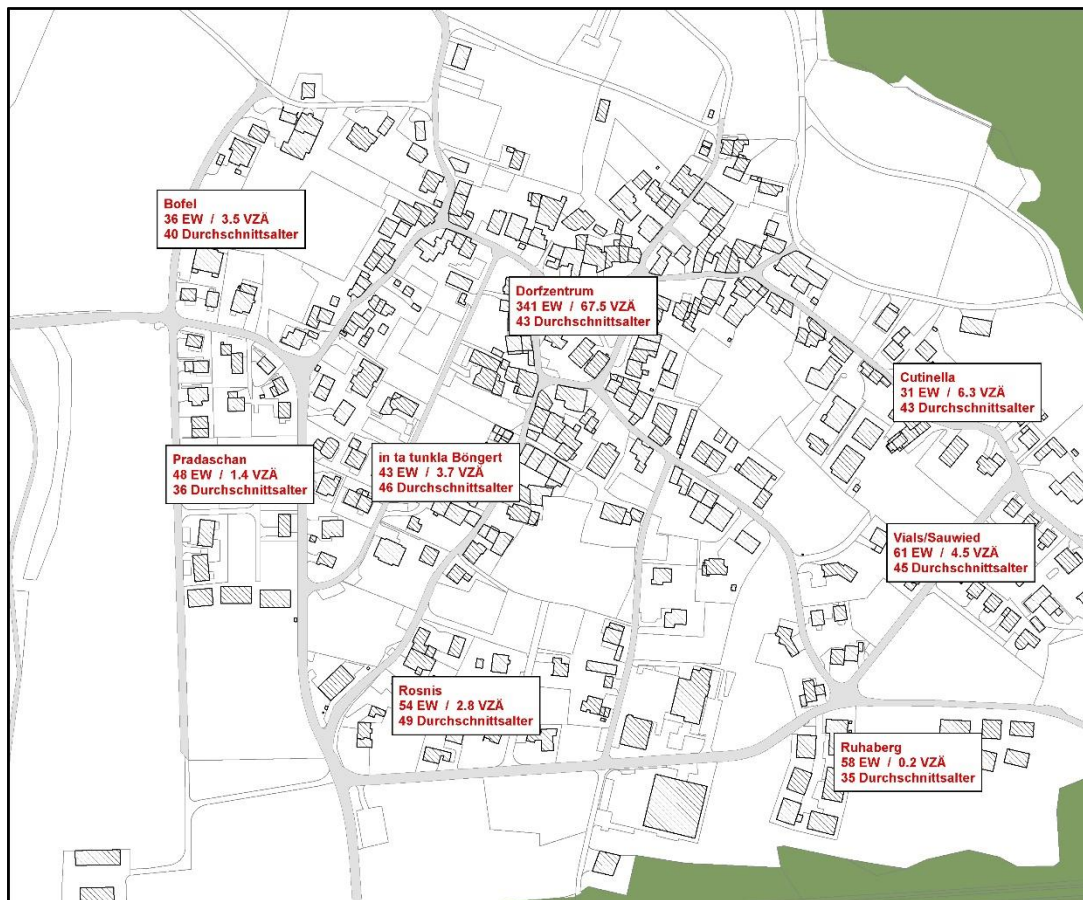 Bofel
36 EW / 3.5 VZÄ
40 Durchschnittsalter
Dorfzentrum
341 EW / 67.5 VZÄ
43 Durchschnittsalter
Cutinella
31 EW / 6.3 VZÄ
43 Durchschnittsalter
Pradaschan
48 EW / 1.4 VZÄ
36 Durchschnittsalter
in ta tunkla Böngert
43 EW / 3.7 VZÄ
46 Durchschnittsalter
Vials/Sauwied
61 EW / 4.5 VZÄ
45 Durchschnittsalter
Rosnis
54 EW / 2.8 VZÄ
49 Durchschnittsalter
Ruhaberg
58 EW / 0.2 VZÄ
35 Durchschnittsalter